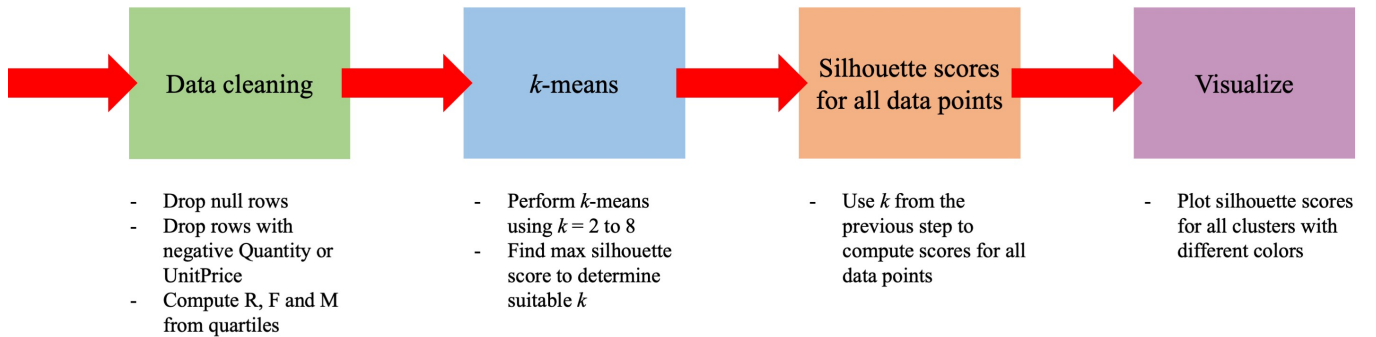 Data cleaning
k-means
Silhouette scores
for all data points
Visualize
- Drop null rows
- Drop rows with
negative Quantity or
UnitPrice
- Compute R, F and M
from quartiles
- Perform k-means
using k = 2 to 8
- Find max silhouette
score to determine
suitable k
- Use k from the
previous step to
compute scores for all
data points
- Plot silhouette scores
for all clusters with
different colors